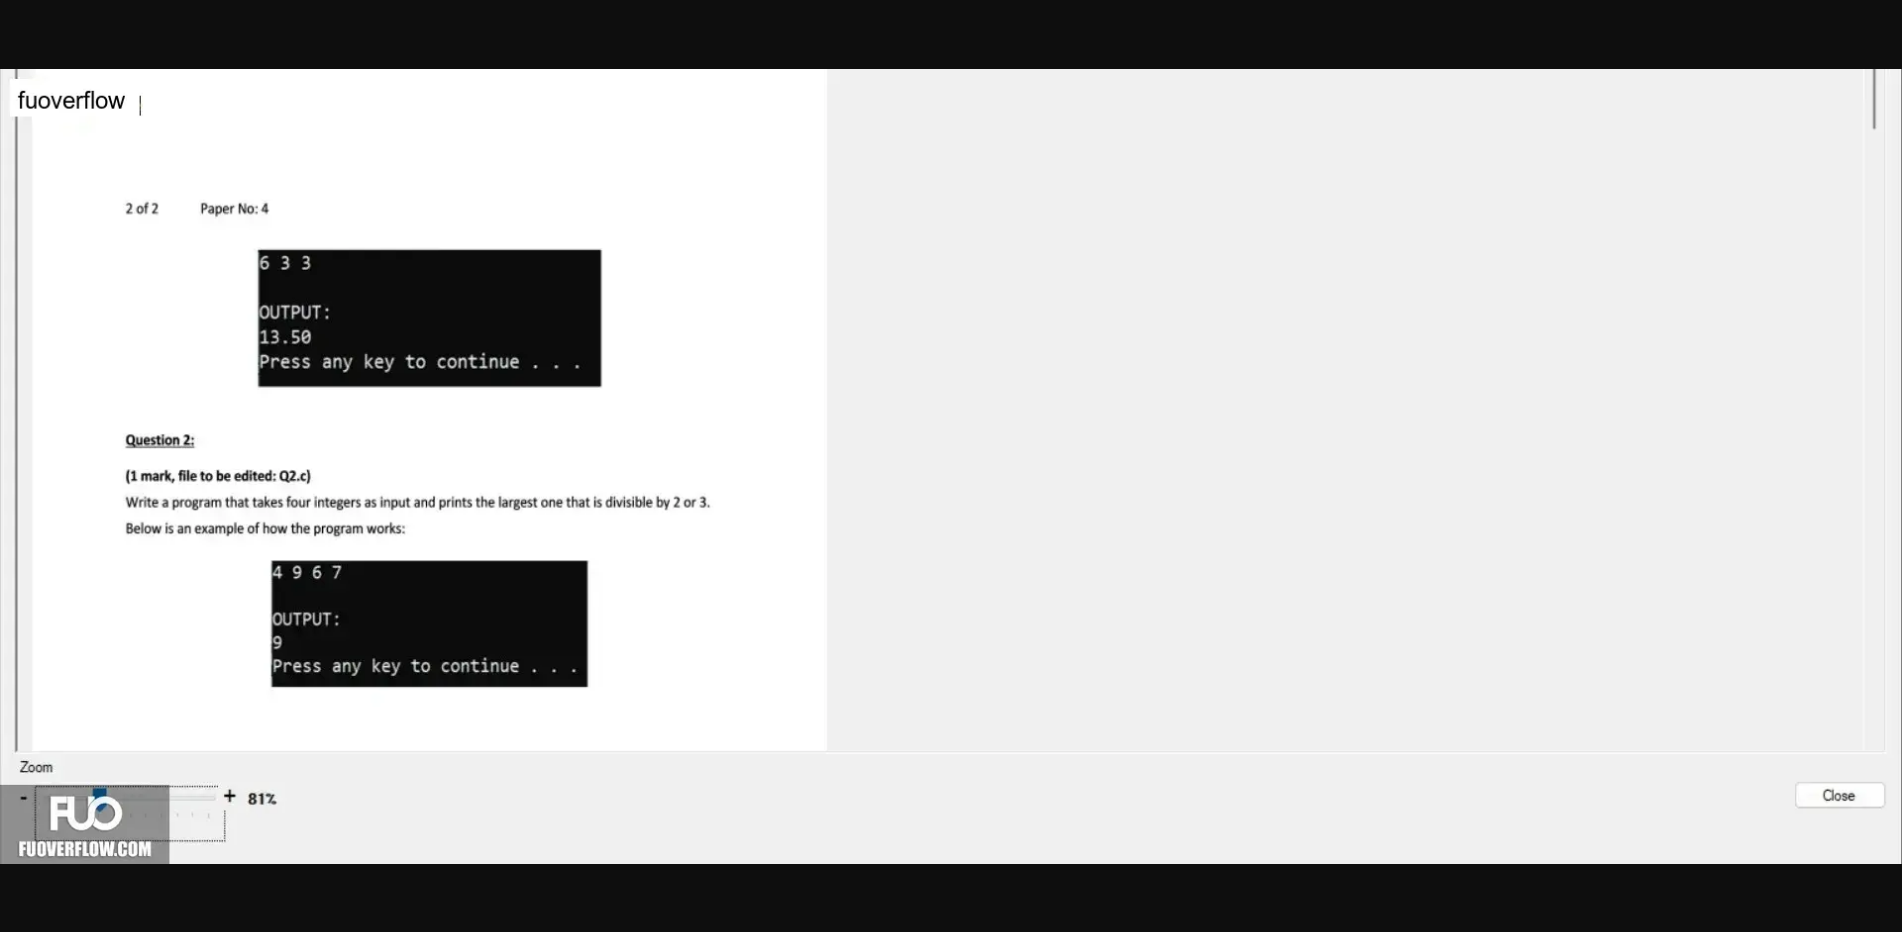 fuoverflow
2 of 2 Paper No: 4
6 3 3
OUTPUT:
13.50
Press any key to continue . . .
Question 2:
(1 mark, file to be edited: Q2.c)
Write a program that takes four integers as input and prints the largest one that is divisible by 2 or 3.
Below is an example of how the program works:
4 9 6 7
OUTPUT:
9
Press any key to continue . . .
Zoom
- + 81%
Close
FUO
FUOVERFLOW.COM